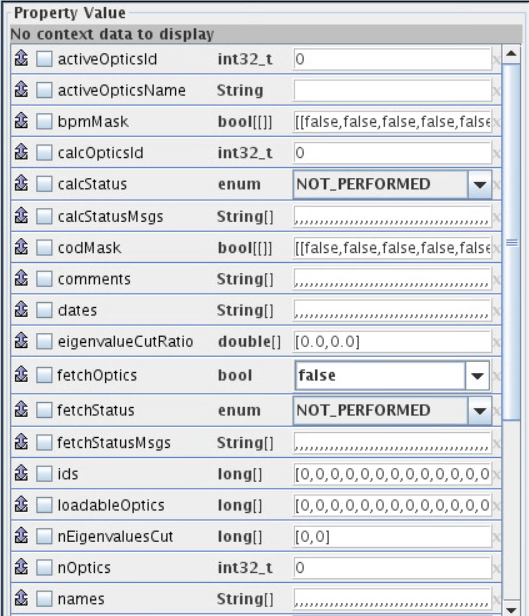 Property Value
No context data to display
activeOpticsId int32_t 0
activeOpticsName String
bpmMask bool[[]] [[false,false,false,false,false
calcOpticsId int32_t 0
calcStatus enum NOT_PERFORMED
calcStatusMsgs String[] ,,,,,,,,,,,,,,,,,,,,,,,,,,,,,,,,,,,,,,,
codMask bool[[]] [[false,false,false,false,false
comments String[] ,,,,,,,,,,,,,,,,,,,,,,,,,,,,,,,,,,,,,,,
dates String[] ,,,,,,,,,,,,,,,,,,,,,,,,,,,,,,,,,,,,,,,
eigenvalueCutRatio double[] [0.0,0.0]
fetchOptics bool false
fetchStatus enum NOT_PERFORMED
fetchStatusMsgs String[] ,,,,,,,,,,,,,,,,,,,,,,,,,,,,,,,,,,,,,,,
ids long[] [0,0,0,0,0,0,0,0,0,0,0,0,0
loadableOptics long[] [0,0,0,0,0,0,0,0,0,0,0,0,0
nEigenvaluesCut long[] [0,0]
nOptics int32_t 0
names String[] ,,,,,,,,,,,,,,,,,,,,,,,,,,,,,,,,,,,,,,,